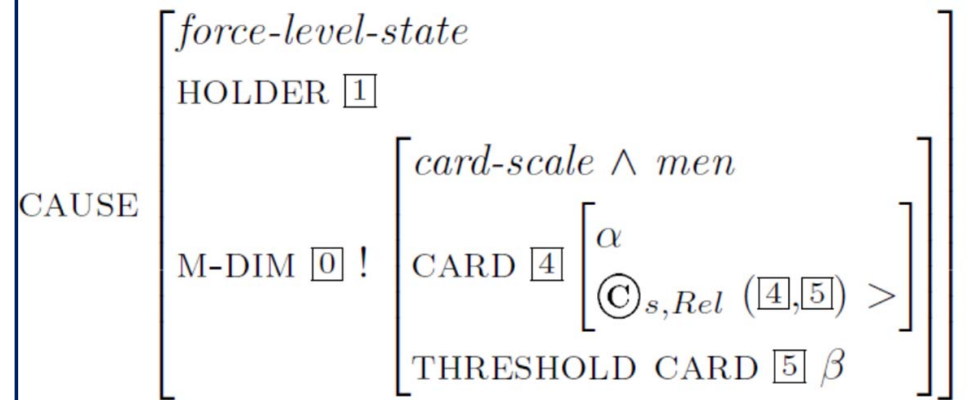 force-level-state
HOLDER 1
card-scale ∧ men
CAUSE
α
M-DIM 0 ! CARD 4
Ⓒs,Rel (4,5) >
THRESHOLD CARD 5 β